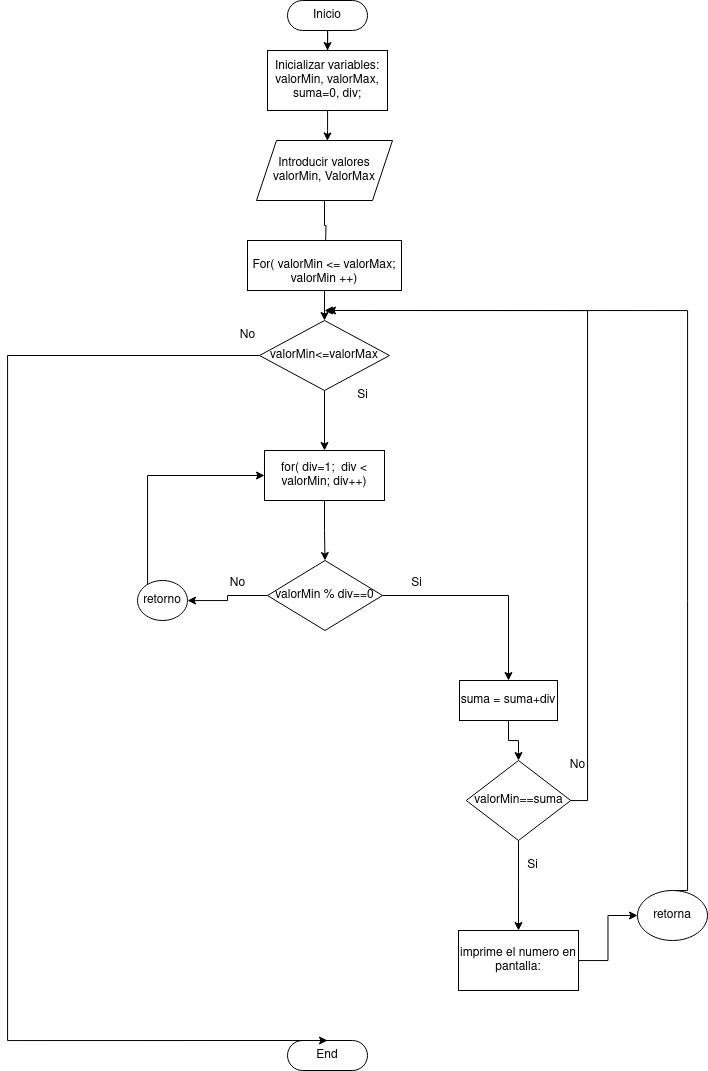 Inicio
Inicializar variables:
valorMin, valorMax,
suma=0, div;
Introducir valores
valorMin, ValorMax
For( valorMin <= valorMax;
valorMin ++)
No
valorMin<=valorMax
Si
for( div=1;  div <
valorMin; div++)
No
Si
retorno
valorMin % div==0
suma = suma+div
No
valorMin==suma
Si
retorna
imprime el numero en
pantalla:
End